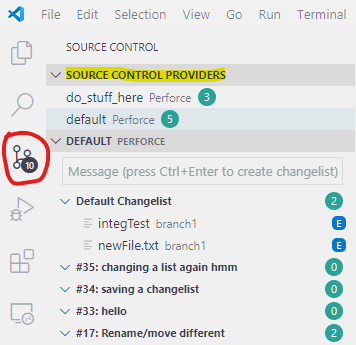 File Edit Selection View Go Run Terminal
SOURCE CONTROL
SOURCE CONTROL PROVIDERS
do_stuff_here Perforce 3
default Perforce 5
DEFAULT PERFORCE
10
Message (press Ctrl+Enter to create changelist)
Default Changelist 2
integTest branch1 E
newFile.txt branch1 E
#35: changing a list again hmm 0
#34: saving a changelist 0
#33: hello 0
#17: Rename/move different 2